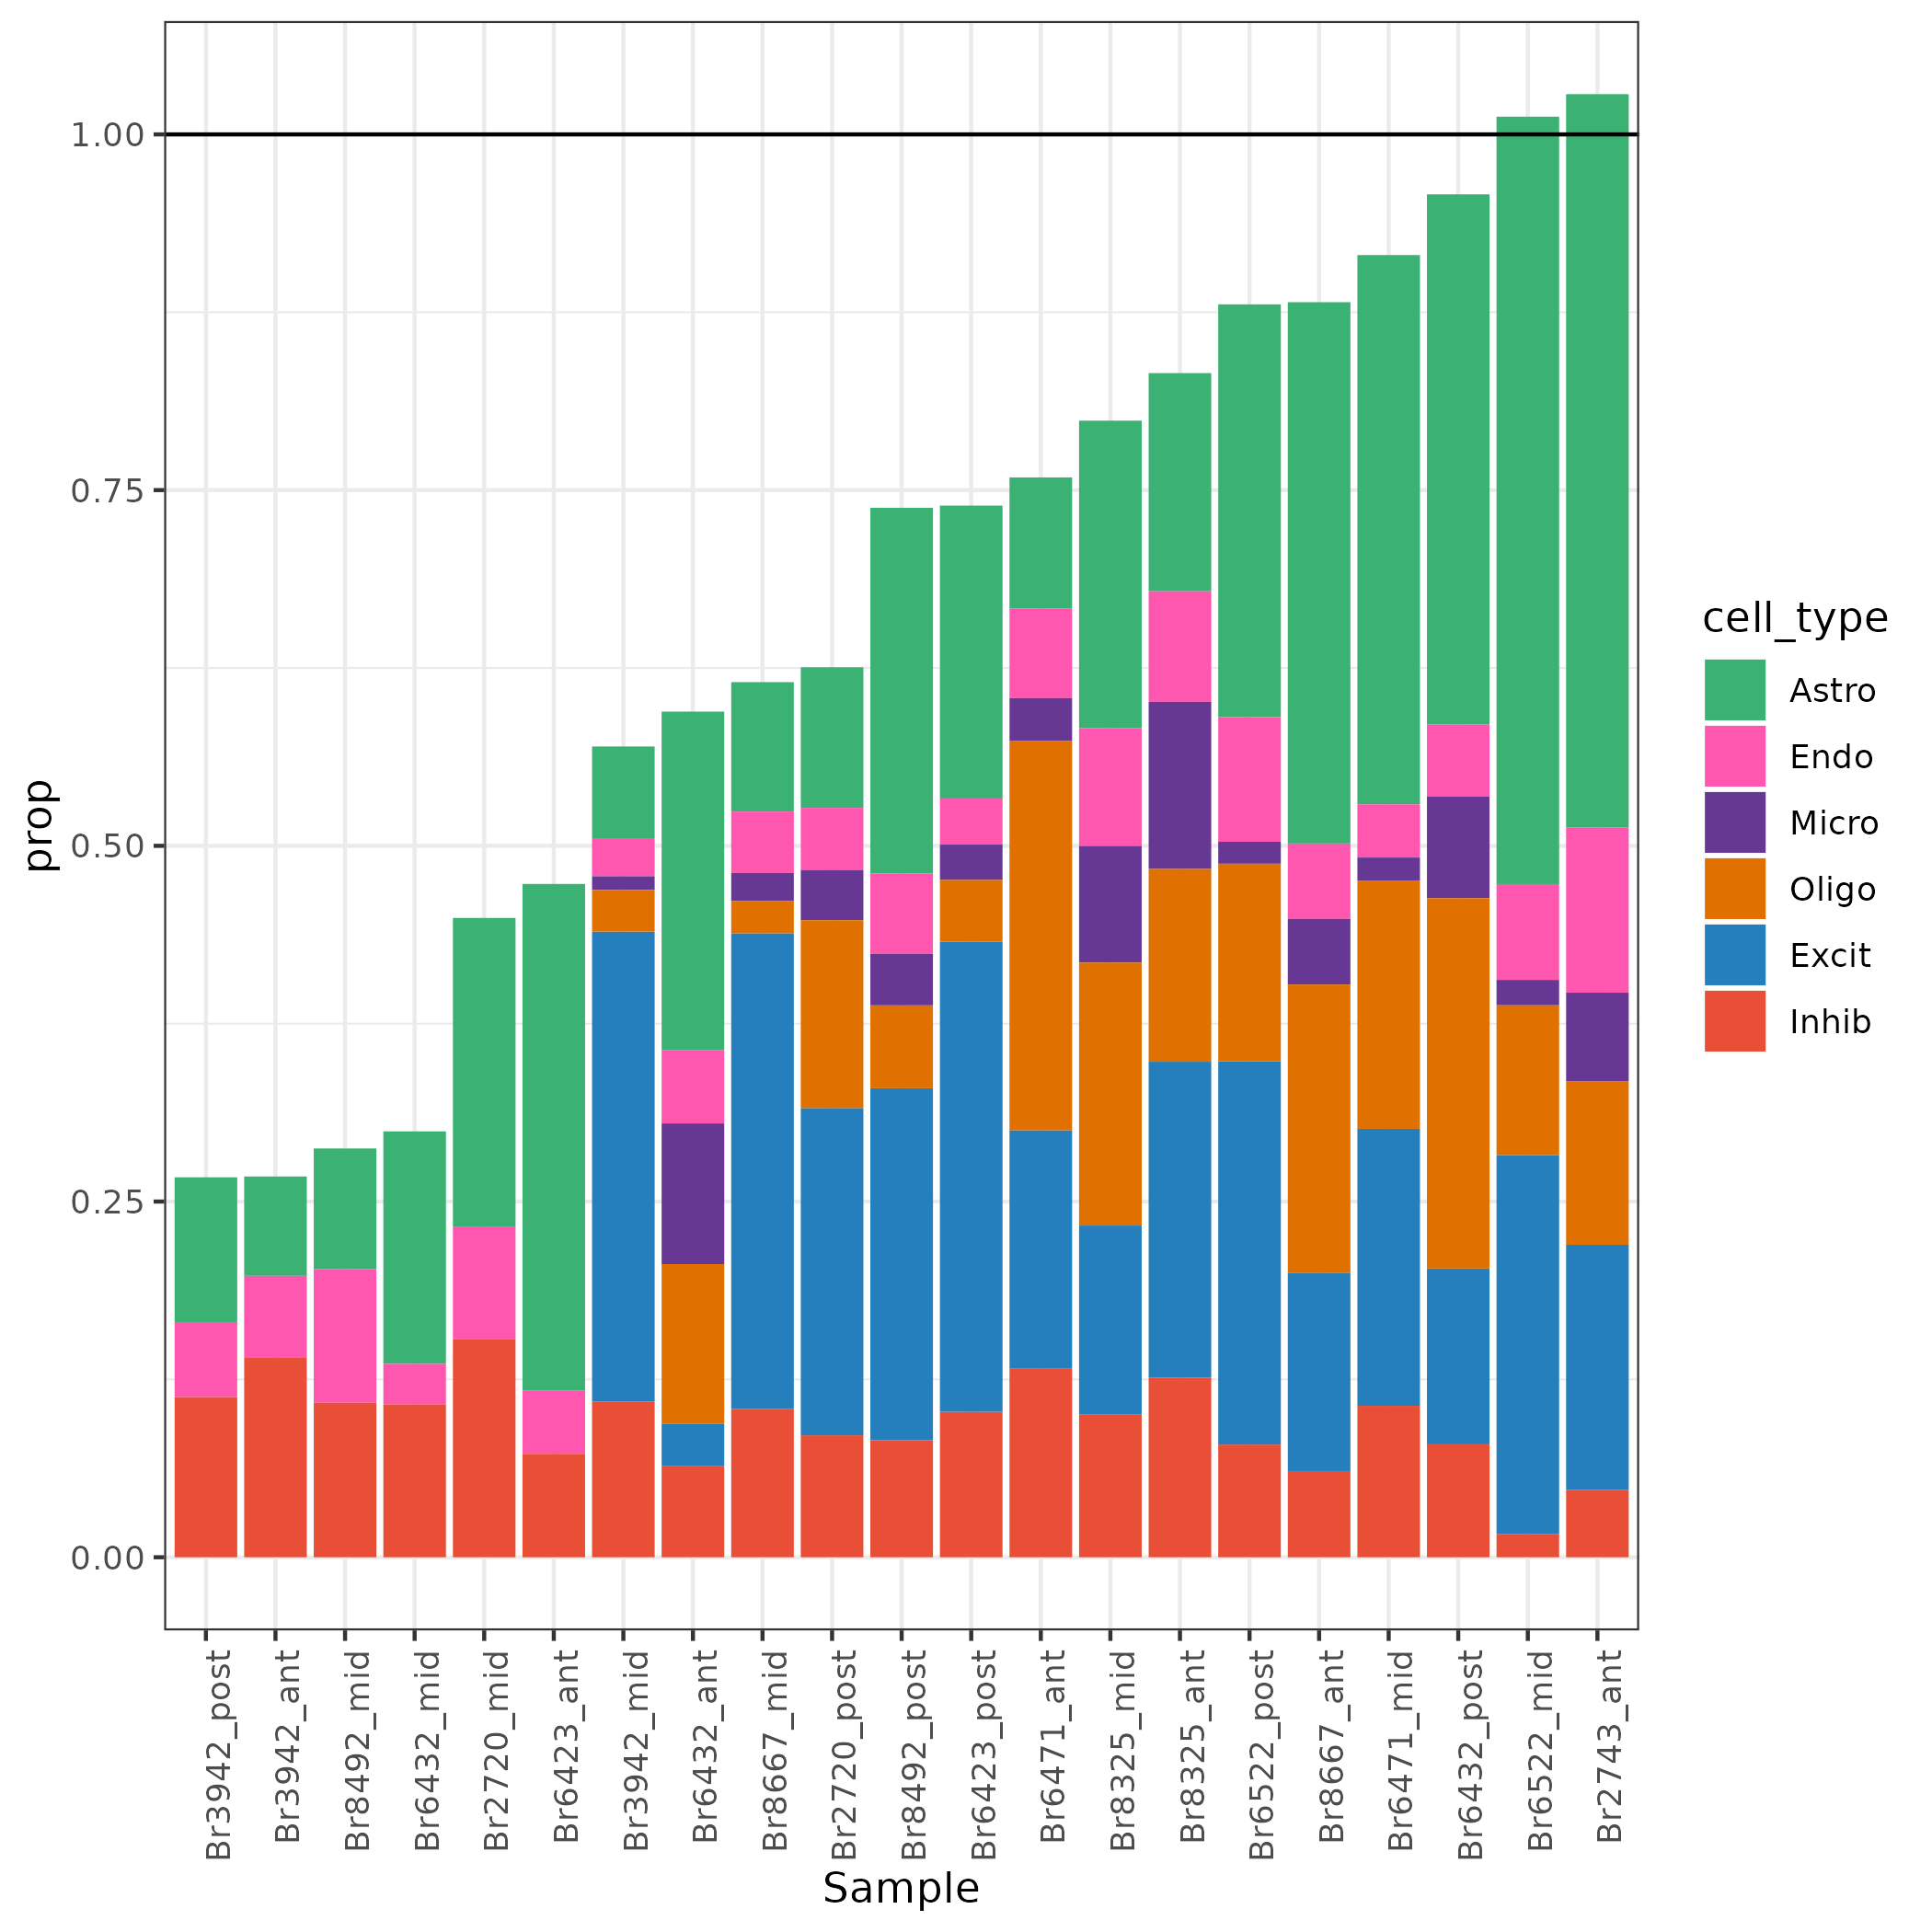 1.00
0.75
0.50
0.25
0.00
prop
Br3942_post
Br3942_ant
Br8492_mid
Br6432_mid
Br2720_mid
Br6423_ant
Br3942_mid
Br6432_ant
Br8667_mid
Br2720_post
Br8492_post
Br6423_post
Br6471_ant
Br8325_mid
Br8325_ant
Br6522_post
Br8667_ant
Br6471_mid
Br6432_post
Br6522_mid
Br2743_ant
Sample
cell_type
Astro
Endo
Micro
Oligo
Excit
Inhib